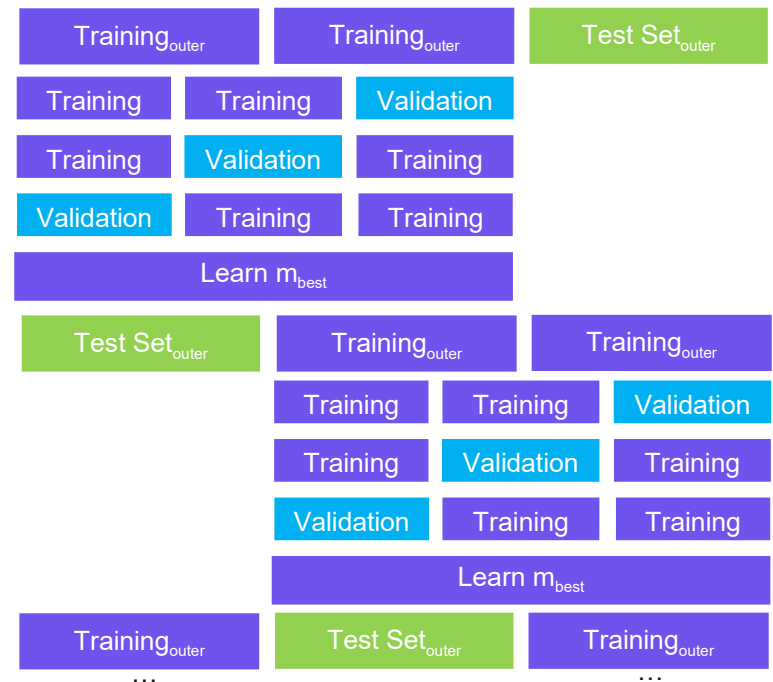 Training_outer Training_outer Test Set_outer
Training Training Validation
Training Validation Training
Validation Training Training
Learn m_best
Test Set_outer Training_outer Training_outer
Training Training Validation
Training Validation Training
Validation Training Training
Learn m_best
Training_outer Test Set_outer Training_outer
... ...